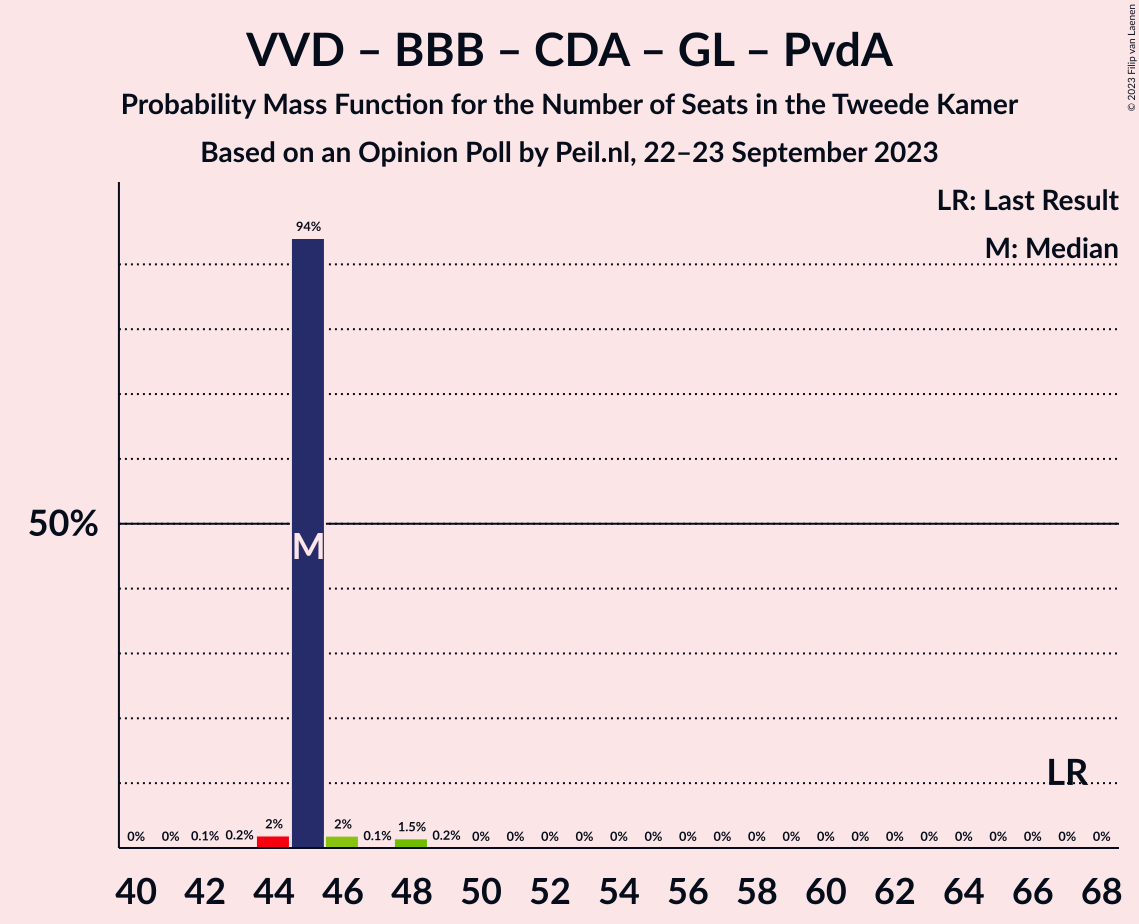 VVD – BBB – CDA – GL – PvdA
Probability Mass Function for the Number of Seats in the Tweede Kamer
Based on an Opinion Poll by Peil.nl, 22–23 September 2023
© 2023 Filip van Laenen
LR: Last Result
M: Median
94%
50%
M
LR
0% 0% 0.1% 0.2% 2% 2% 0.1% 1.5% 0.2% 0% 0% 0% 0% 0% 0% 0% 0% 0% 0% 0% 0% 0% 0% 0% 0% 0% 0% 0%
40 42 44 46 48 50 52 54 56 58 60 62 64 66 68